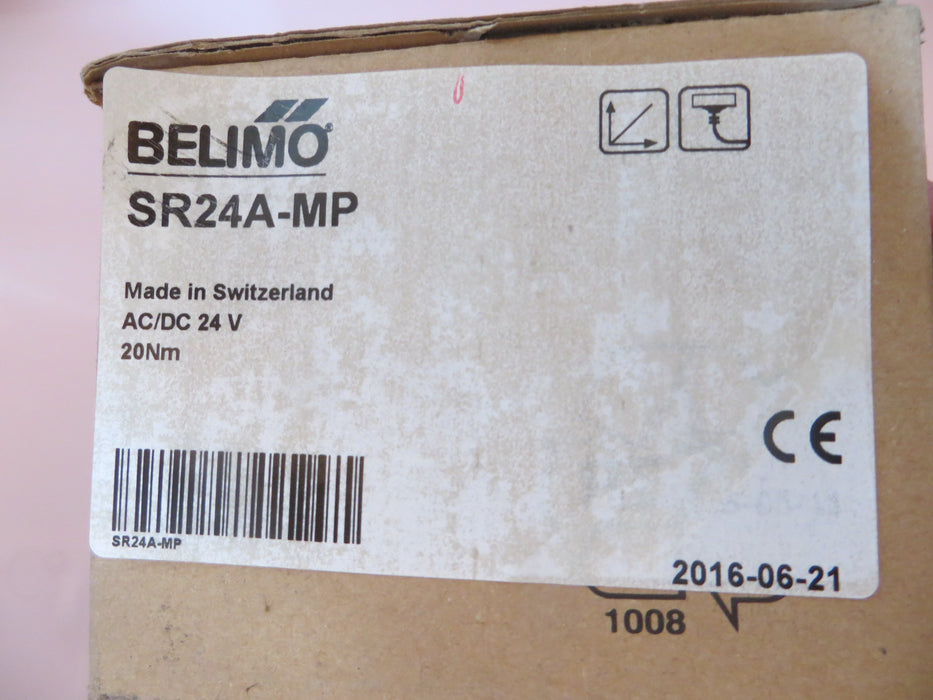 BELIMO®
SR24A-MP
Made in Switzerland
AC/DC 24 V
20Nm
SR24A-MP
CE
2016-06-21
1008